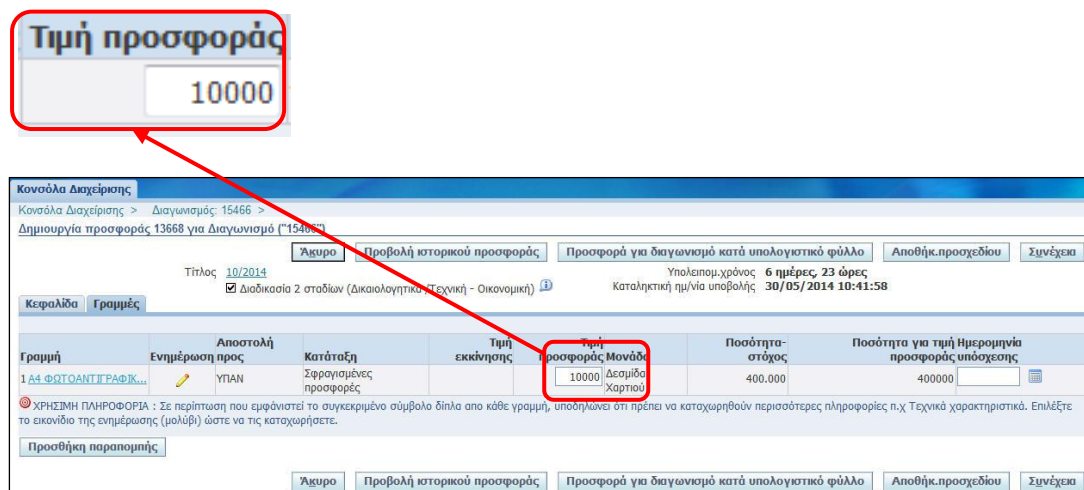 Τιμή προσφοράς
10000
Κονσόλα Διαχείρισης
Κονσόλα Διαχείρισης > Διαγωνισμός: 15466 >
Δημιουργία προσφοράς 13668 για Διαγωνισμό ("15466")
Άκυρο Προβολή ιστορικού προσφοράς Προσφορά για διαγωνισμό κατά υπολογιστικό φύλλο Αποθήκ.προσχεδίου Συνέχεια
Τίτλος 10/2014 Υπολειπομ.χρόνος 6 ημέρες, 23 ώρες
Διαδικασία 2 σταδίων (Δικαιολογητικά /Τεχνική - Οικονομική) Καταληκτική ημ/νία υποβολής 30/05/2014 10:41:58
Κεφαλίδα Γραμμές
Αποστολή Τιμή Τιμή Ποσότητα- Ποσότητα για τιμή Ημερομηνία
Γραμμή Ενημέρωση προς Κατάταξη εκκίνησης προσφοράς Μονάδα στόχος προσφοράς υπόσχεσης
1 Α4 ΦΩΤΟΑΝΤΙΓΡΑΦΙΚ... ΥΠΑΝ Σφραγισμένες προσφορές 10000 Δεσμίδα Χαρτιού 400.000 400000
ΧΡΗΣΙΜΗ ΠΛΗΡΟΦΟΡΙΑ : Σε περίπτωση που εμφάνιστεί το συγκεκριμένο σύμβολο δίπλα απο κάθε γραμμή, υποδηλώνει ότι πρέπει να καταχωρηθούν περισσότερες πληροφορίες π.χ Τεχνικά χαρακτηριστικά. Επιλέξτε
το εικονίδιο της ενημέρωσης (μολύβι) ώστε να τις καταχωρήσετε.
Προσθήκη παραπομπής
Άκυρο Προβολή ιστορικού προσφοράς Προσφορά για διαγωνισμό κατά υπολογιστικό φύλλο Αποθήκ.προσχεδίου Συνέχεια